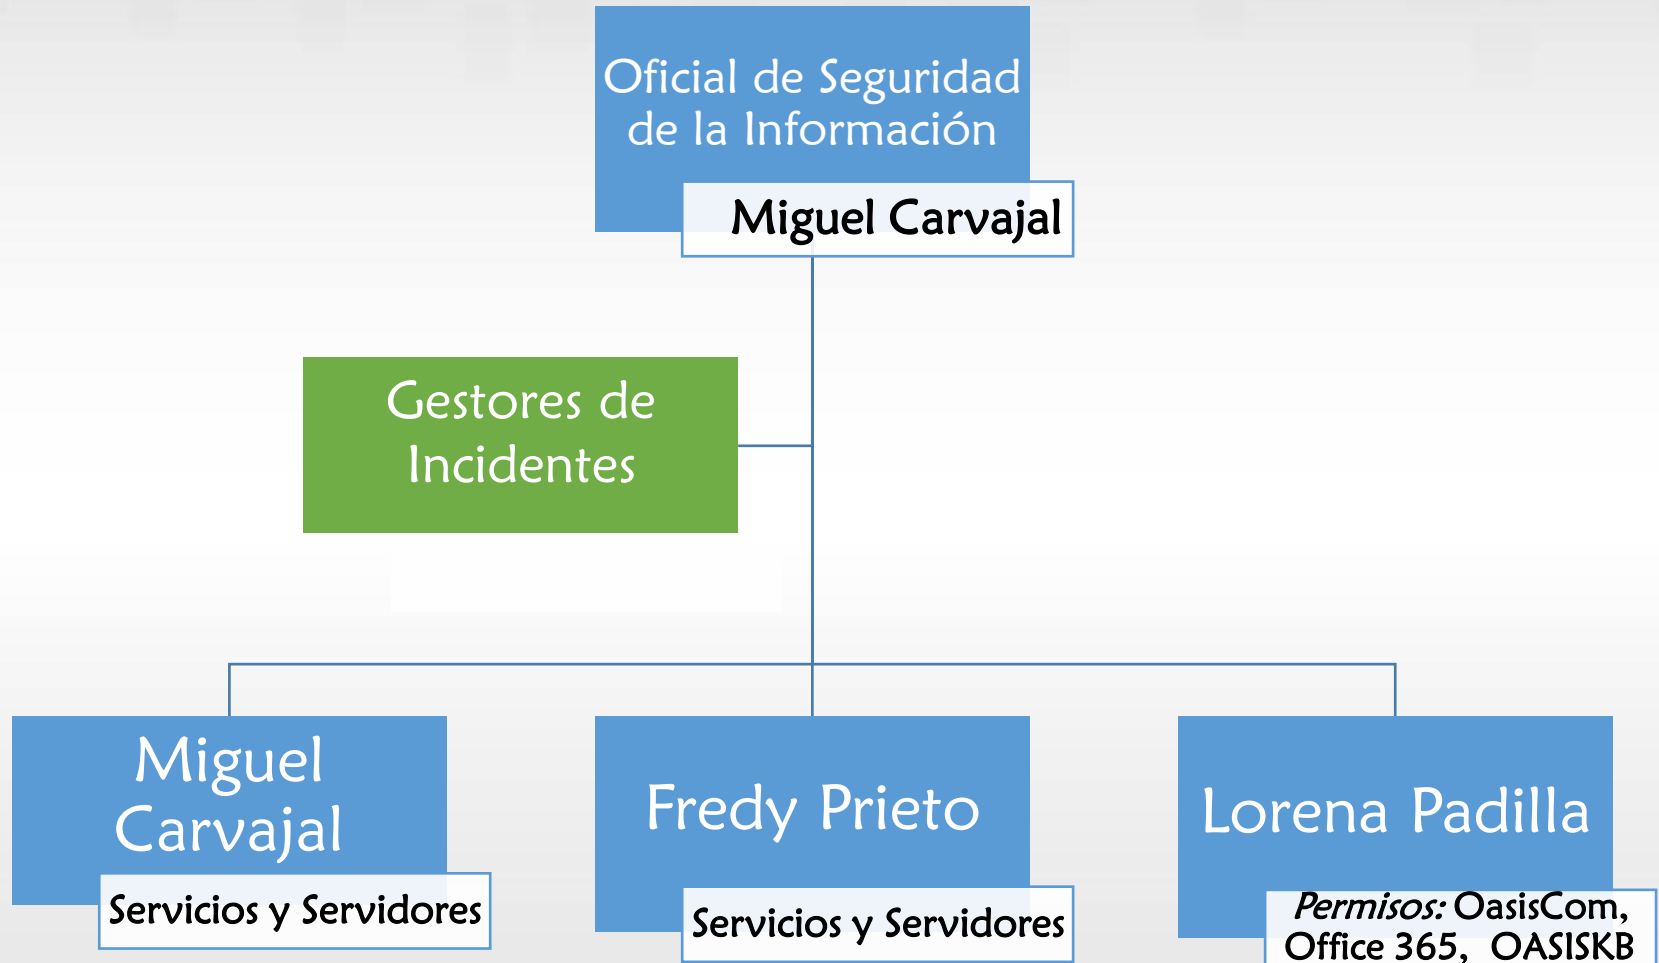 Oficial de Seguridad
de la Información
Miguel Carvajal
Gestores de
Incidentes
Miguel
Carvajal
Servicios y Servidores
Fredy Prieto
Servicios y Servidores
Lorena Padilla
Permisos: OasisCom,
Office 365, OASISKB